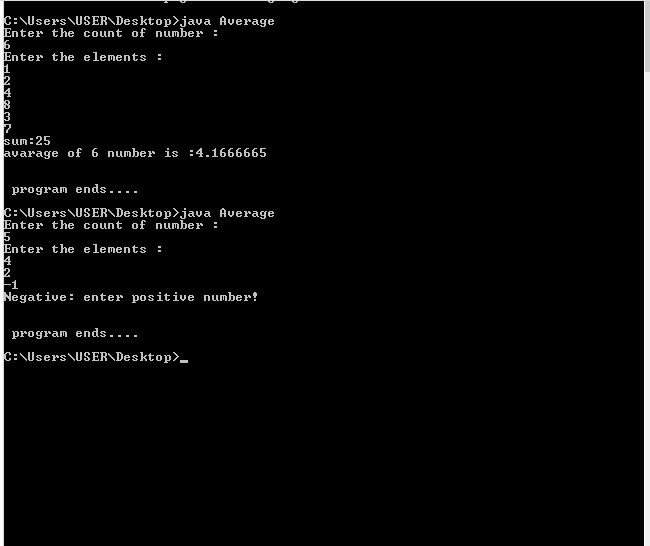 C:\Users\USER\Desktop>java Average
Enter the count of number :
6
Enter the elements :
1
2
4
8
3
7
sum:25
avarage of 6 number is :4.1666665
program ends....
C:\Users\USER\Desktop>java Average
Enter the count of number :
5
Enter the elements :
4
2
-1
Negative: enter positive number!
program ends....
C:\Users\USER\Desktop>_